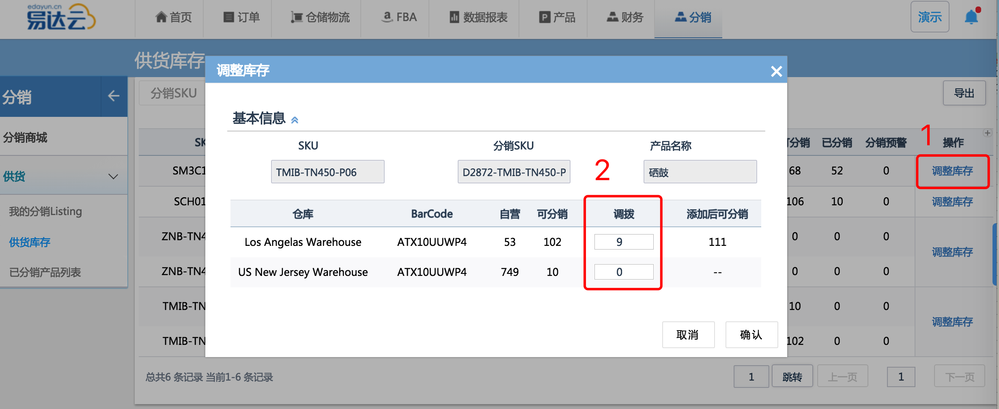 edayun.cn
易达云
首页
订单
仓储物流
FBA
数据报表
产品
财务
分销
演示
供货库存
调整库存
分销
分销SKU
导出
基本信息
分销商城
SKU
分销SKU
产品名称
1
已分销
分销预警
操作
TMIB-TN450-P06
D2872-TMIB-TN450-P
2
硒鼓
供货
SM3C1
68
52
0
调整库存
SCH01
106
10
0
调整库存
我的分销Listing
仓库
BarCode
自营
可分销
调拨
添加后可分销
供货库存
ZNB-TN4
Los Angelas Warehouse
ATX10UUWP4
53
102
9
111
0
0
0
调整库存
已分销产品列表
ZNB-TN4
US New Jersey Warehouse
ATX10UUWP4
749
10
0
--
0
0
0
TMIB-TN
10
0
0
调整库存
取消
确认
TMIB-TN
102
0
0
总共6 条记录 当前1-6 条记录
1
跳转
上一页
1
下一页